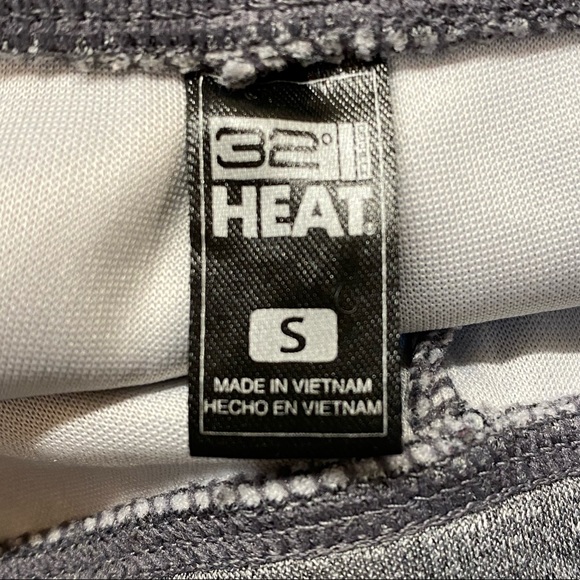 32°
HEAT
S
MADE IN VIETNAM
HECHO EN VIETNAM